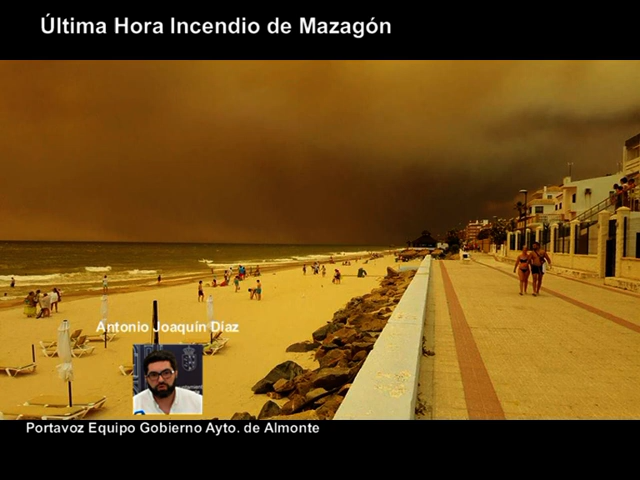 Última Hora Incendio de Mazagón
Antonio Joaquín Díaz
Portavoz Equipo Gobierno Ayto. de Almonte